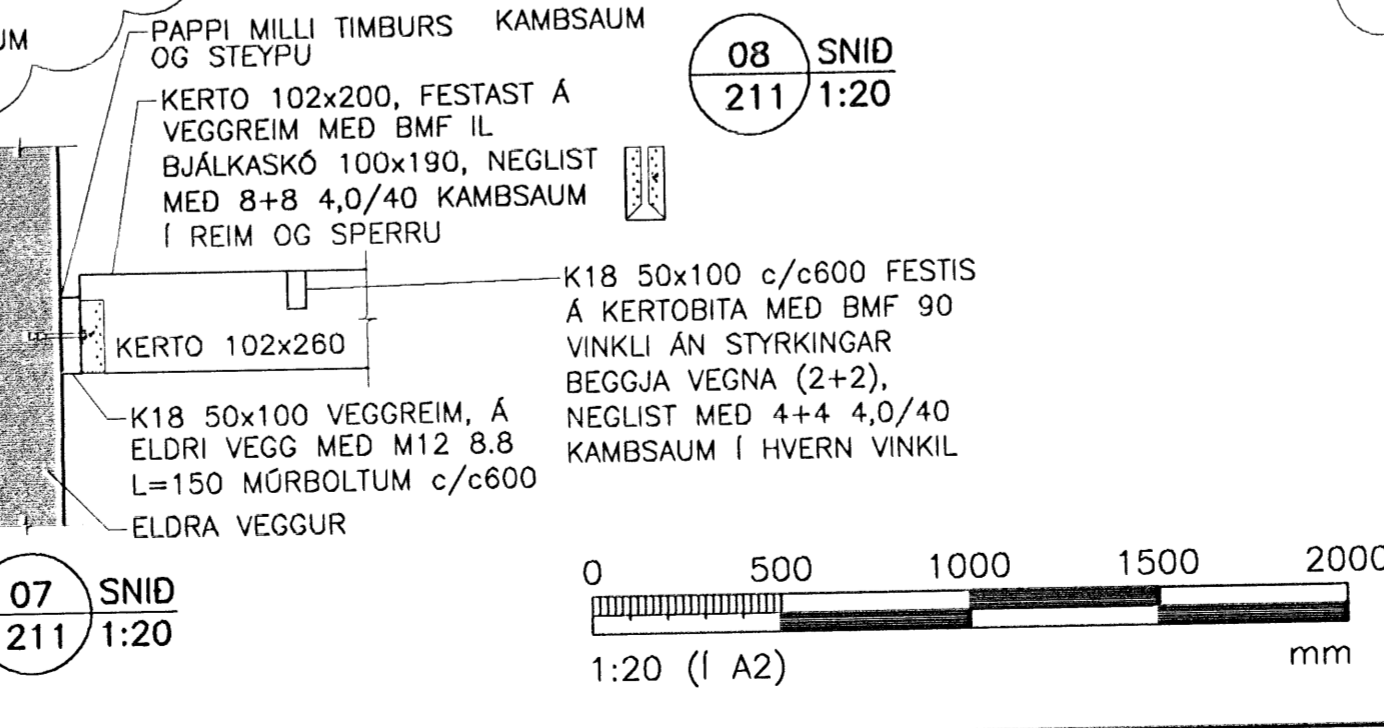 UM
PAPPI MILLI TIMBURS KAMBSAUM
OG STEYPU
08 SNIÐ
211 1:20
KERTO 102x200, FESTAST Á
VEGGREIM MEÐ BMF IL
BJÁLKASKÓ 100x190, NEGLIST
MEÐ 8+8 4,0/40 KAMBSAUM
Í REIM OG SPERRU
K18 50x100 c/c600 FESTIS
Á KERTOBITA MEÐ BMF 90
VINKLI ÁN STYRKINGAR
BEGGJA VEGNA (2+2),
NEGLIST MEÐ 4+4 4,0/40
KAMBSAUM Í HVERN VINKIL
KERTO 102x260
K18 50x100 VEGGREIM, Á
ELDRI VEGG MEÐ M12 8.8
L=150 MÚRBOLTUM c/c600
ELDRA VEGGUR
07 SNIÐ
211 1:20
0 500 1000 1500 2000
1:20 (Í A2) mm